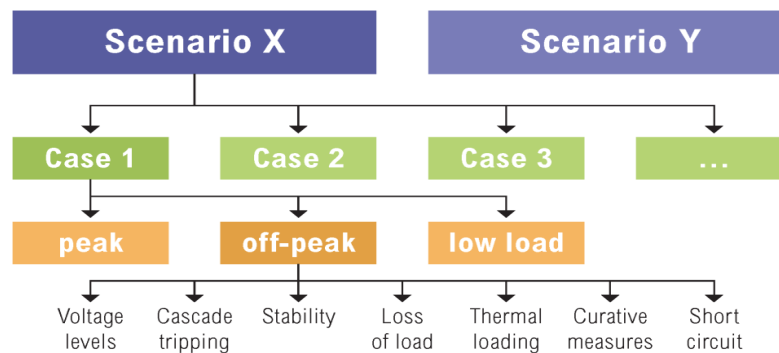 Scenario X
Scenario Y
Case 1
Case 2
Case 3
...
peak
off-peak
low load
Voltage
levels
Cascade
tripping
Stability
Loss
of load
Thermal
loading
Curative
measures
Short
circuit